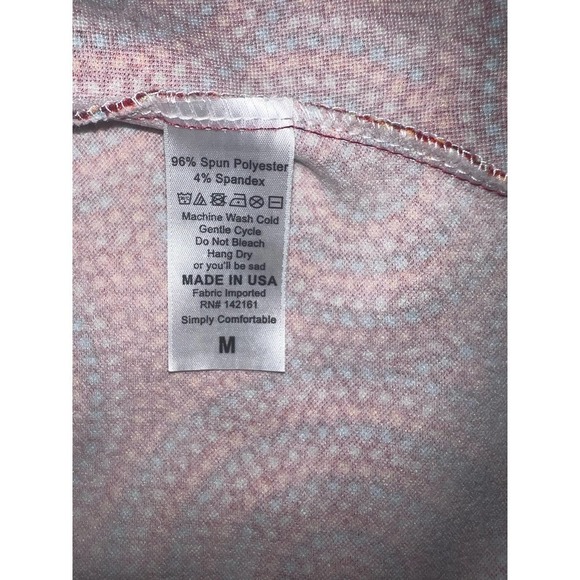 96% Spun Polyester
4% Spandex
Machine Wash Cold
Gentle Cycle
Do Not Bleach
Hang Dry
or you'll be sad
MADE IN USA
Fabric Imported
RN# 142161
Simply Comfortable
M